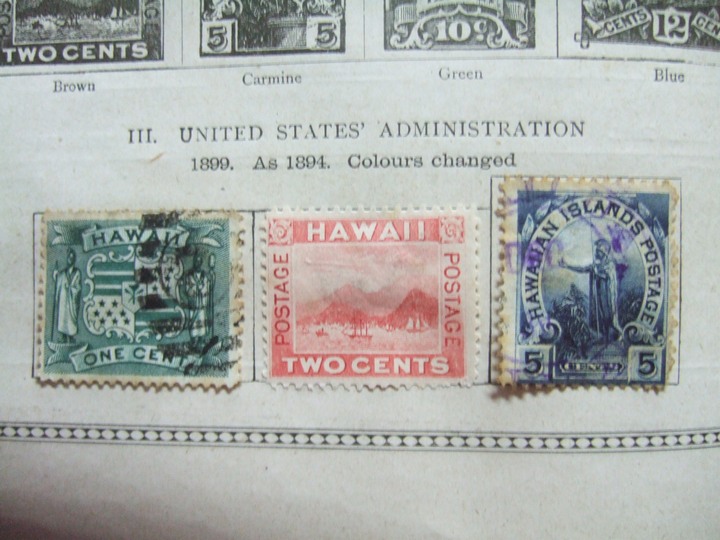 TWO CENTS
5 5
10c
CENTS 12 CENTS
Brown
Carmine
Green
Blue
III. UNITED STATES' ADMINISTRATION
1899. As 1894. Colours changed
HAWAII
ONE CENT
HAWAII
POSTAGE
POSTAGE
TWO CENTS
HAWAIIAN ISLANDS POSTAGE
5 5